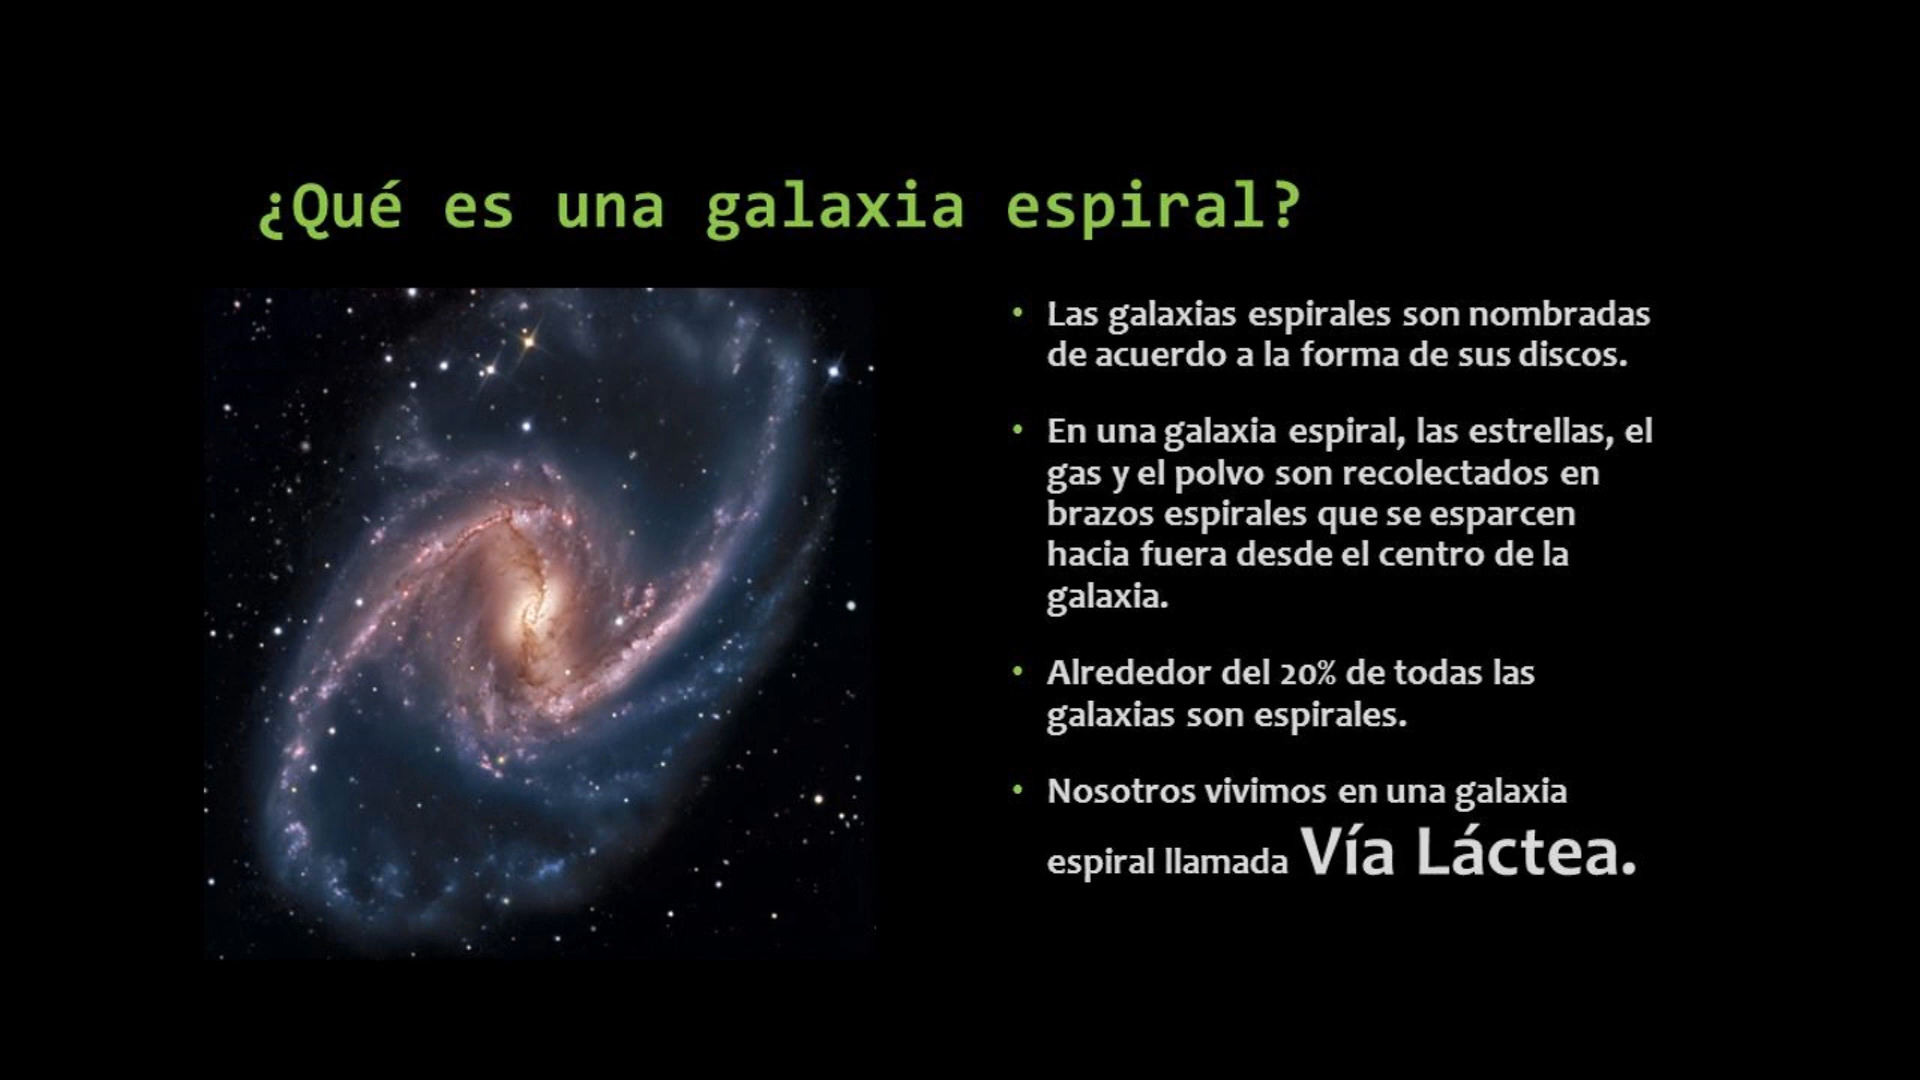 ¿Qué es una galaxia espiral?
• Las galaxias espirales son nombradas
de acuerdo a la forma de sus discos.
• En una galaxia espiral, las estrellas, el
gas y el polvo son recolectados en
brazos espirales que se esparcen
hacia fuera desde el centro de la
galaxia.
• Alrededor del 20% de todas las
galaxias son espirales.
• Nosotros vivimos en una galaxia
espiral llamada Vía Láctea.